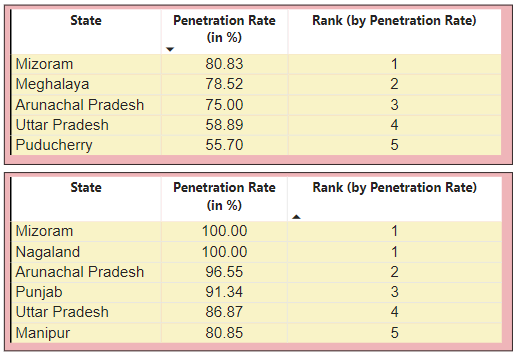 State Penetration Rate Rank (by Penetration Rate)
(in %)
Mizoram 80.83 1
Meghalaya 78.52 2
Arunachal Pradesh 75.00 3
Uttar Pradesh 58.89 4
Puducherry 55.70 5
State Penetration Rate Rank (by Penetration Rate)
(in %)
Mizoram 100.00 1
Nagaland 100.00 1
Arunachal Pradesh 96.55 2
Punjab 91.34 3
Uttar Pradesh 86.87 4
Manipur 80.85 5